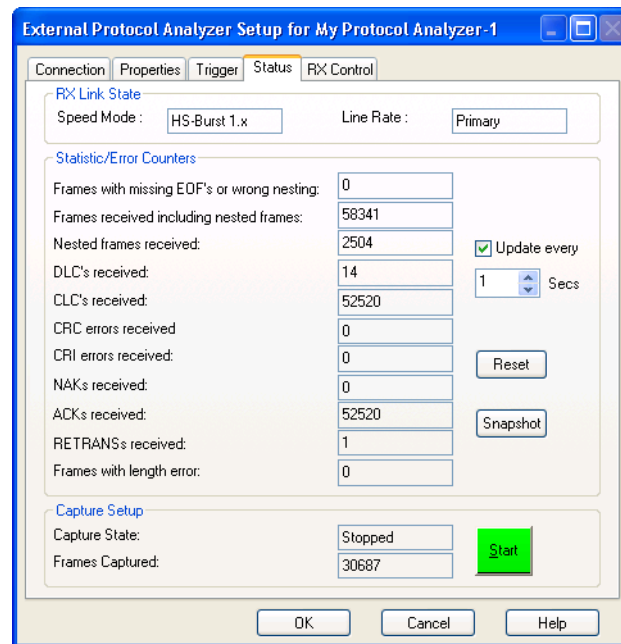 External Protocol Analyzer Setup for My Protocol Analyzer-1
Connection Properties Trigger Status RX Control
RX Link State
Speed Mode : HS-Burst 1.x Line Rate : Primary
Statistic/Error Counters
Frames with missing EOF's or wrong nesting: 0
Frames received including nested frames: 58341
Nested frames received: 2504
Update every
DLC's received: 14
1 Secs
CLC's received: 52520
CRC errors received 0
CRI errors received: 0
Reset
NAKs received: 0
ACKs received: 52520
Snapshot
RETRANSs received: 1
Frames with length error: 0
Capture Setup
Capture State: Stopped
Start
Frames Captured: 30687
OK Cancel Help